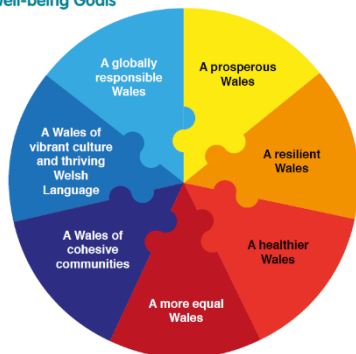 ell-being Goals
A globally
responsible
Wales
A prosperous
Wales
A Wales of
vibrant culture
and thriving
Welsh
Language
A resilient
Wales
A Wales of
cohesive
communities
A healthier
Wales
A more equal
Wales